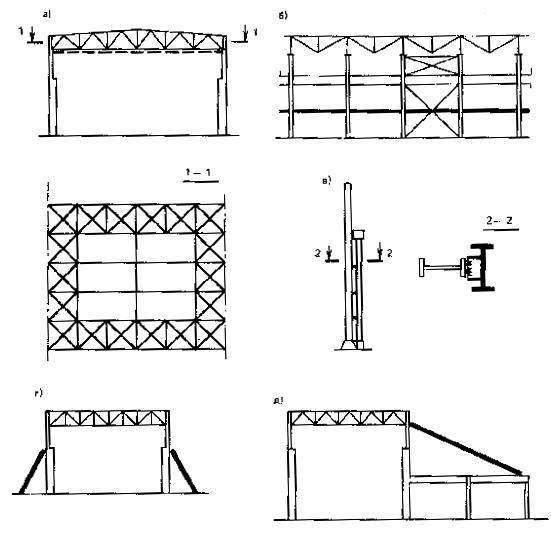 а)
1 1
б)
1 – 1
в)
2 2
2 – 2
г)
д)